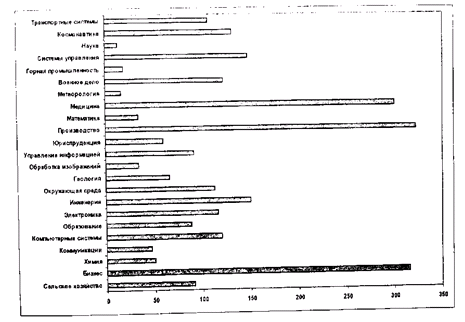 Транспортные системы
Космонавтика
Наука
Системы управления
Горная промышленность
Военное дело
Метеорология
Медицина
Математика
Производство
Юриспруденция
Управление информацией
Обработка изображений
Геология
Окружающая среда
Инженерия
Электроника
Образование
Компьютерные системы
Коммуникации
Химия
Бизнес
Сельское хозяйство
0 50 100 150 200 250 300 350